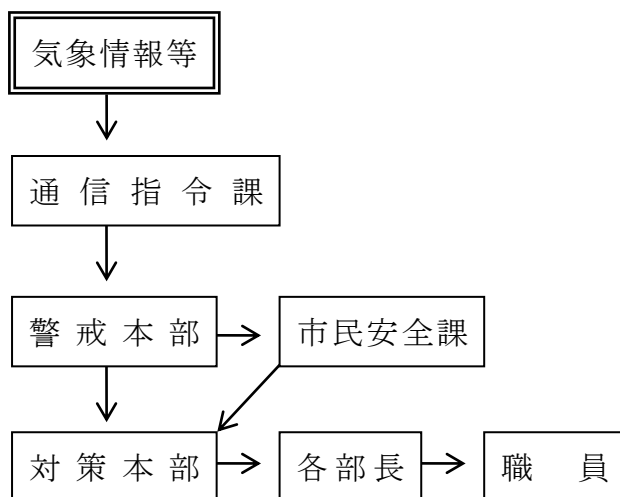 気象情報等
通信指令課
警戒本部
市民安全課
対策本部
各部長
職員